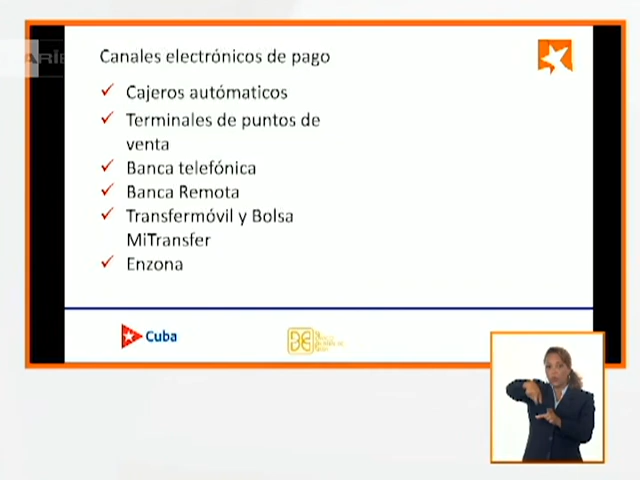 ARIB
Canales electrónicos de pago
Cajeros autómaticos
Terminales de puntos de
venta
Banca telefónica
Banca Remota
Transfermóvil y Bolsa
MiTransfer
Enzona
Cuba